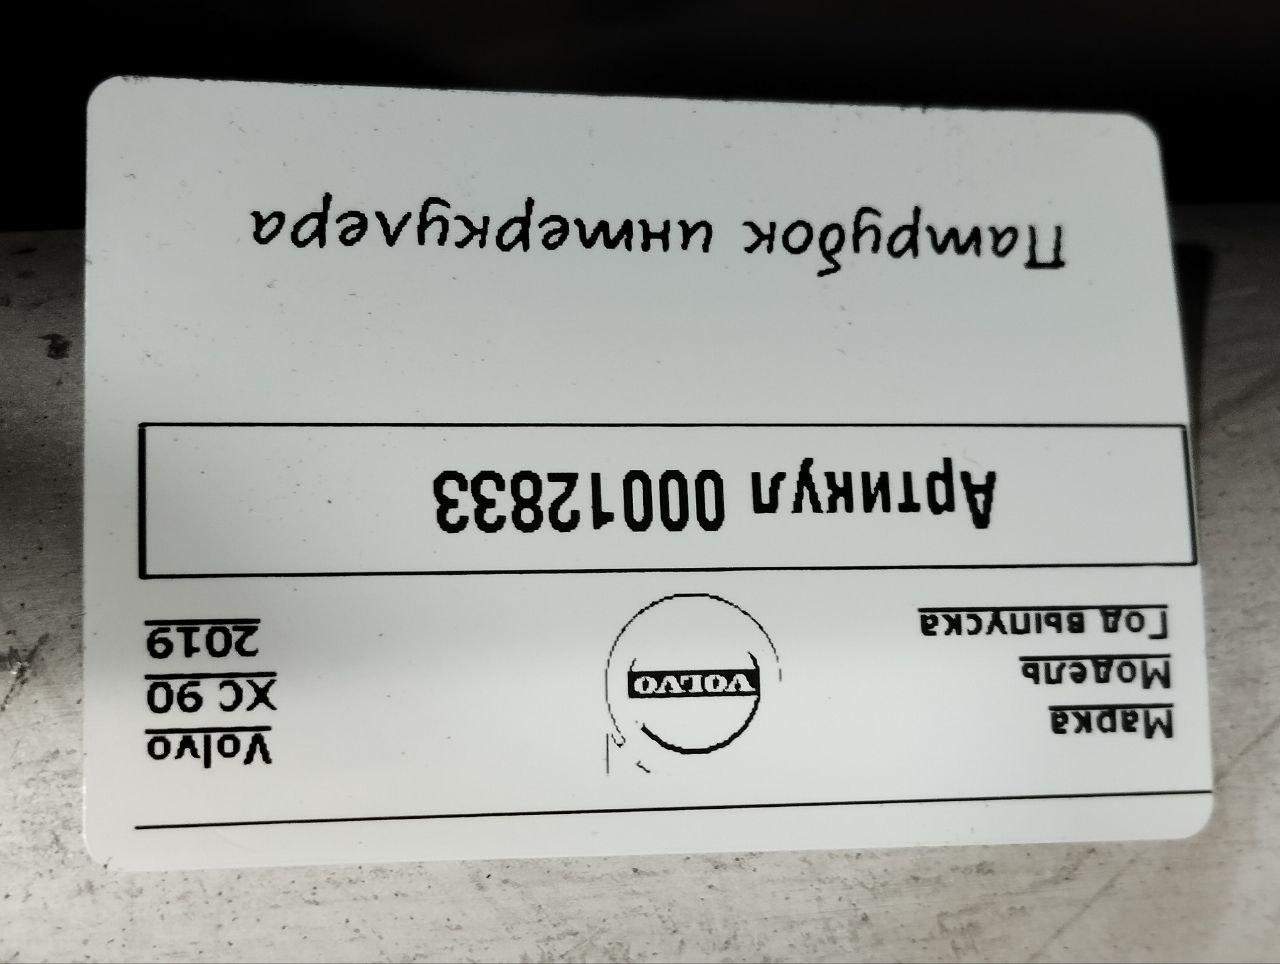 Марка Volvo
Модель XC 90
Год выпуска 2019
VOLVO
Артикул 00012833
Патрубок интеркулера